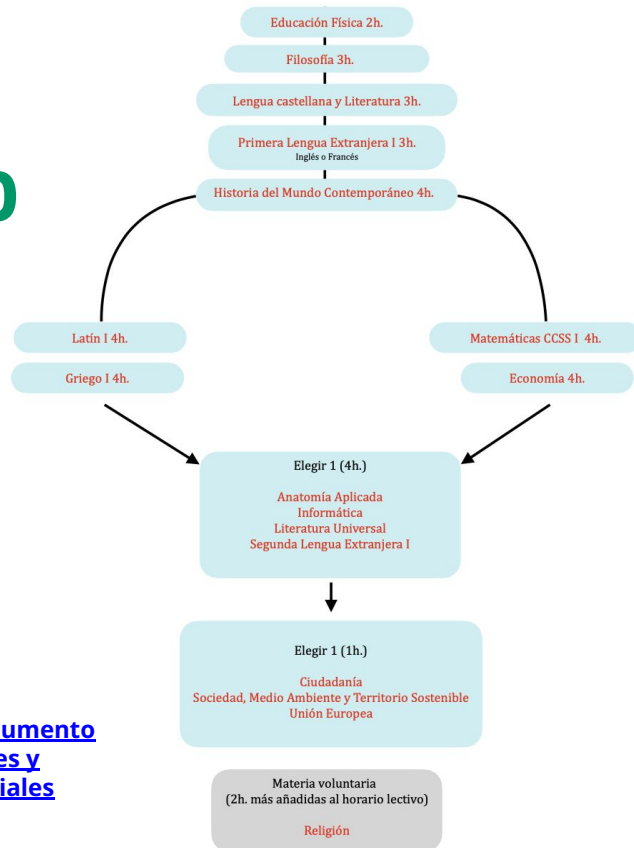 Educación Física 2h.
Filosofía 3h.
Lengua castellana y Literatura 3h.
Primera Lengua Extranjera I 3h.
Inglés o Francés
Historia del Mundo Contemporáneo 4h.
Latín I 4h.
Matemáticas CCSS I 4h.
Griego I 4h.
Economía 4h.
Elegir 1 (4h.)
Anatomía Aplicada
Informática
Literatura Universal
Segunda Lengua Extranjera I
Elegir 1 (1h.)
Ciudadanía
Sociedad, Medio Ambiente y Territorio Sostenible
Unión Europea
umento
es y
iales
Materia voluntaria
(2h. más añadidas al horario lectivo)
Religión